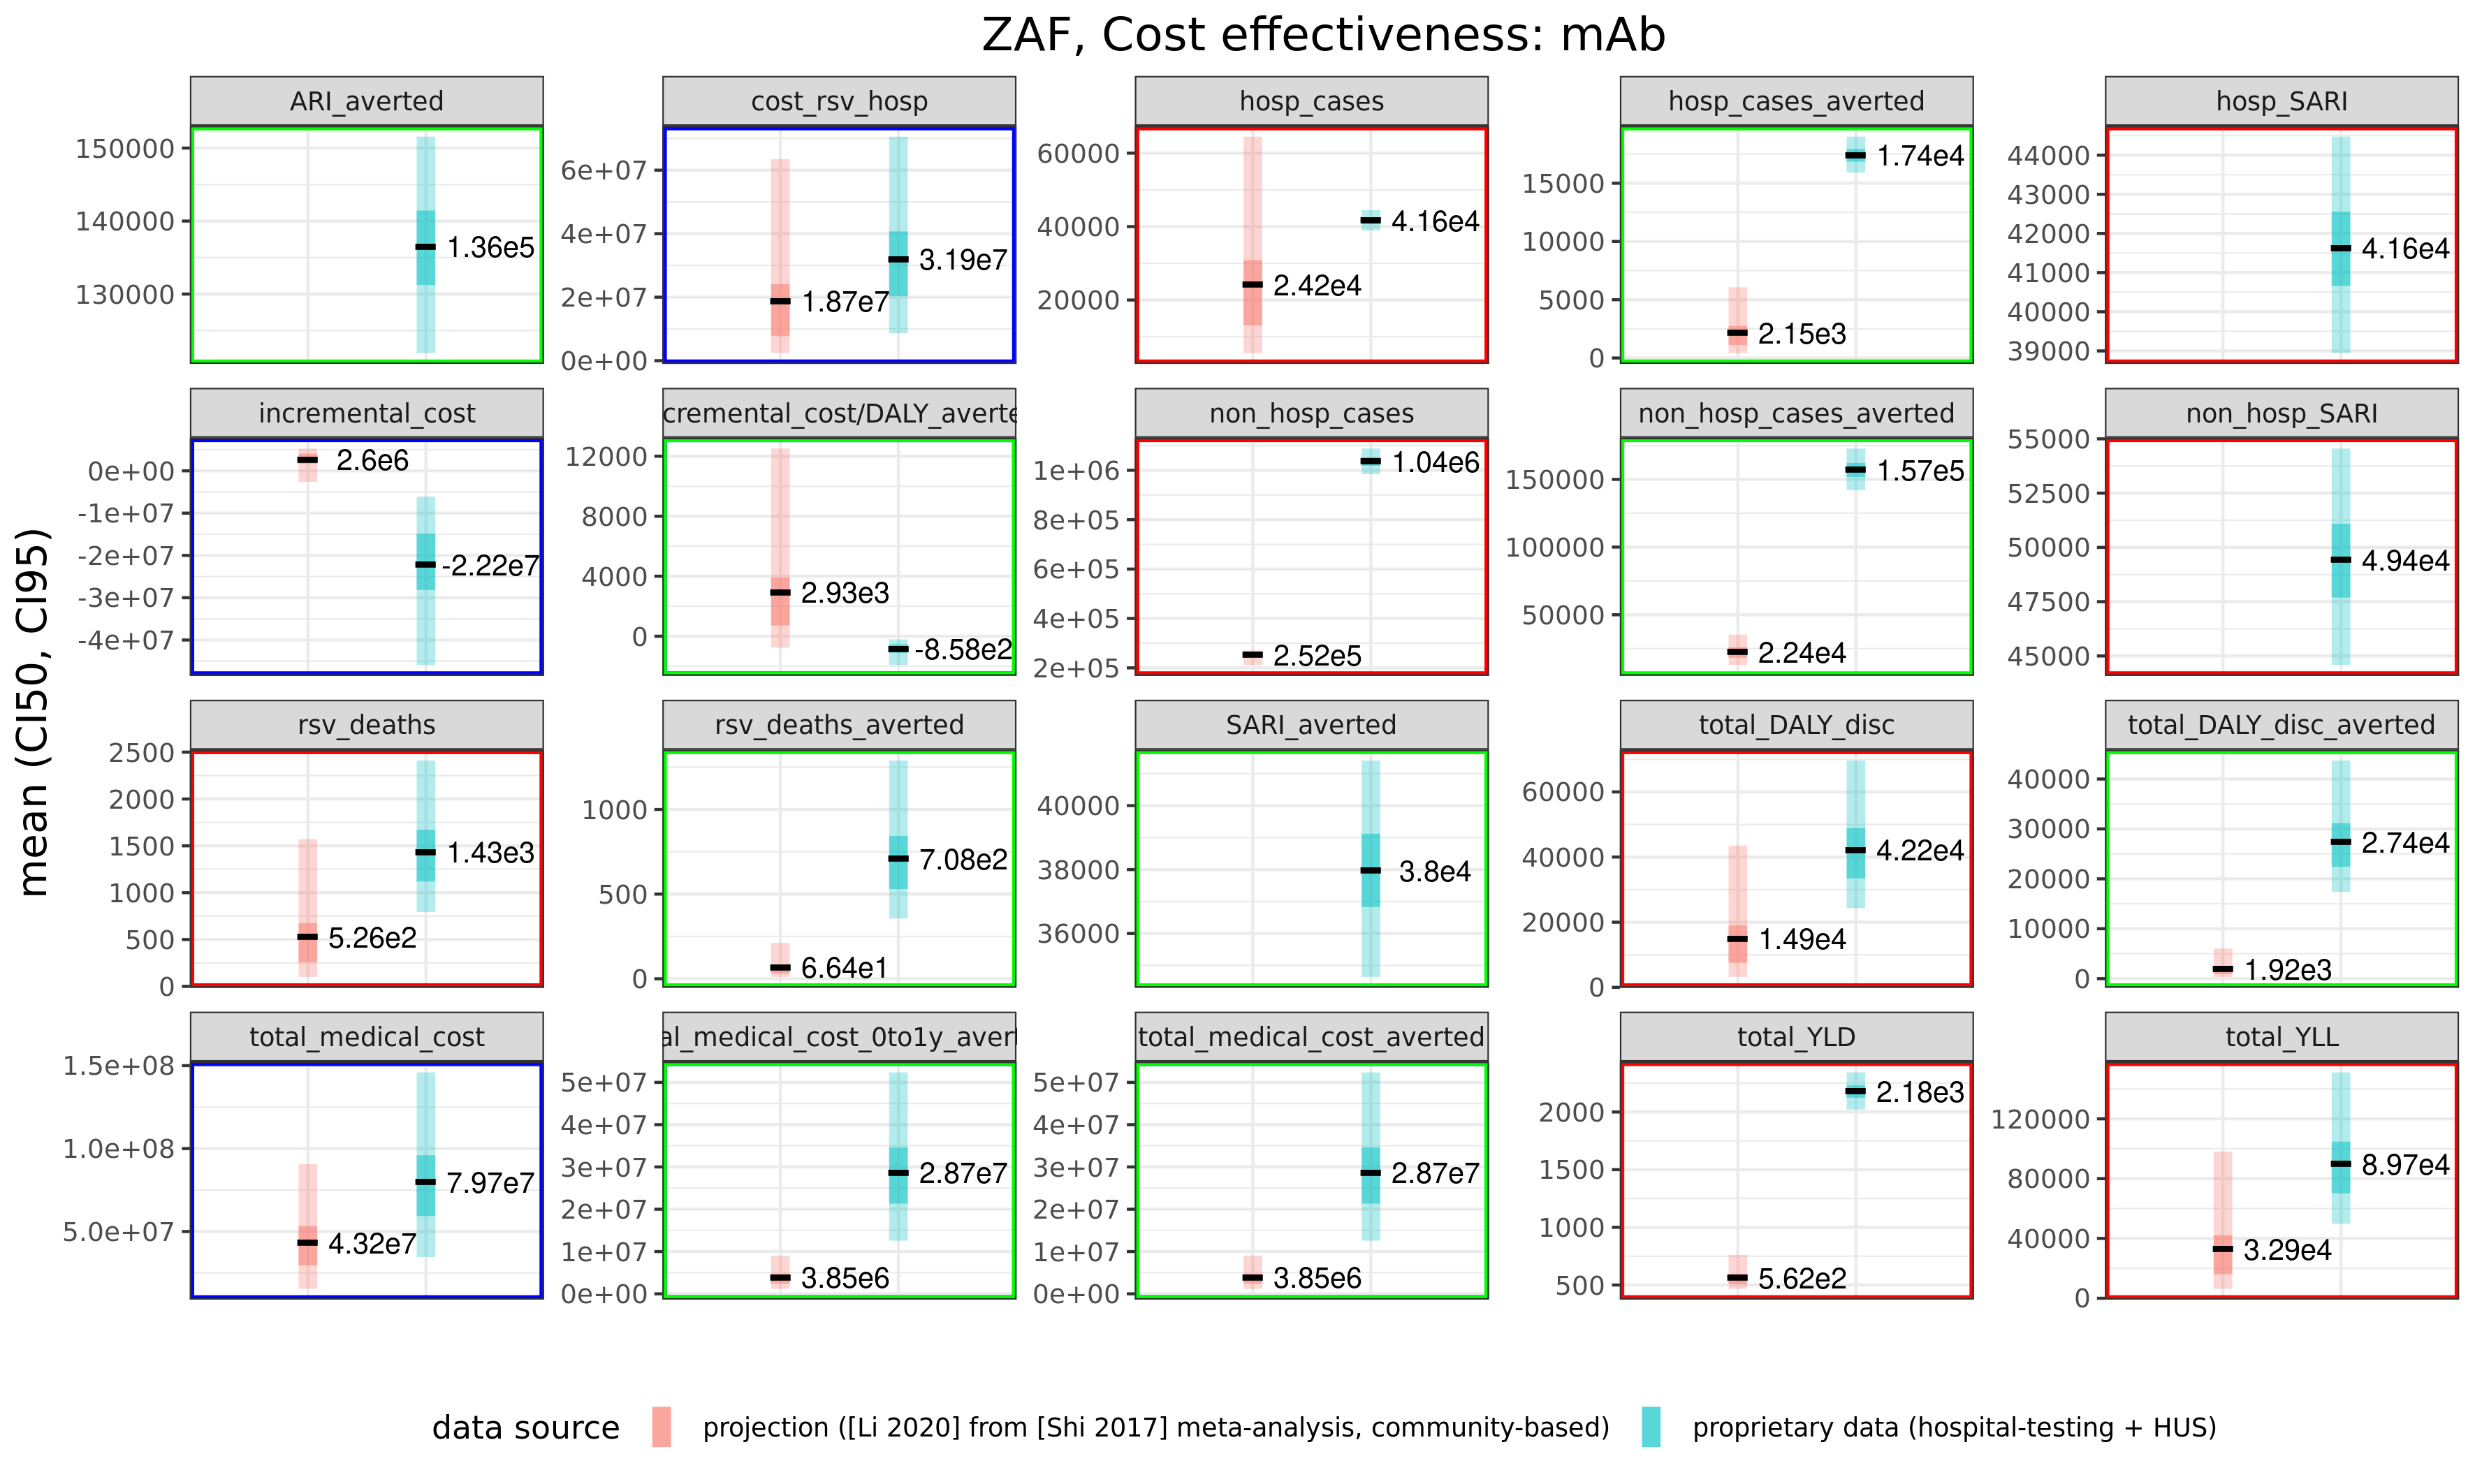 ZAF, Cost effectiveness: mAb
mean (CI50, CI95)
ARI_averted
150000
140000
130000
1.36e5
cost_rsv_hosp
6e+07
4e+07
2e+07
0e+00
1.87e7
3.19e7
hosp_cases
60000
40000
20000
2.42e4
4.16e4
hosp_cases_averted
15000
10000
5000
0
2.15e3
1.74e4
hosp_SARI
44000
43000
42000
41000
40000
39000
4.16e4
incremental_cost
0e+00
-1e+07
-2e+07
-3e+07
-4e+07
2.6e6
-2.22e7
cremental_cost/DALY_averte
12000
8000
4000
0
2.93e3
-8.58e2
non_hosp_cases
1e+06
8e+05
6e+05
4e+05
2e+05
2.52e5
1.04e6
non_hosp_cases_averted
150000
100000
50000
2.24e4
1.57e5
non_hosp_SARI
55000
52500
50000
47500
45000
4.94e4
rsv_deaths
2500
2000
1500
1000
500
0
5.26e2
1.43e3
rsv_deaths_averted
1000
500
0
6.64e1
7.08e2
SARI_averted
40000
38000
36000
3.8e4
total_DALY_disc
60000
40000
20000
0
1.49e4
4.22e4
total_DALY_disc_averted
40000
30000
20000
10000
0
1.92e3
2.74e4
total_medical_cost
1.5e+08
1.0e+08
5.0e+07
4.32e7
7.97e7
al_medical_cost_0to1y_avert
5e+07
4e+07
3e+07
2e+07
1e+07
0e+00
3.85e6
2.87e7
total_medical_cost_averted
5e+07
4e+07
3e+07
2e+07
1e+07
0e+00
3.85e6
2.87e7
total_YLD
2000
1500
1000
500
5.62e2
2.18e3
total_YLL
120000
80000
40000
0
3.29e4
8.97e4
data source
projection ([Li 2020] from [Shi 2017] meta-analysis, community-based)
proprietary data (hospital-testing + HUS)